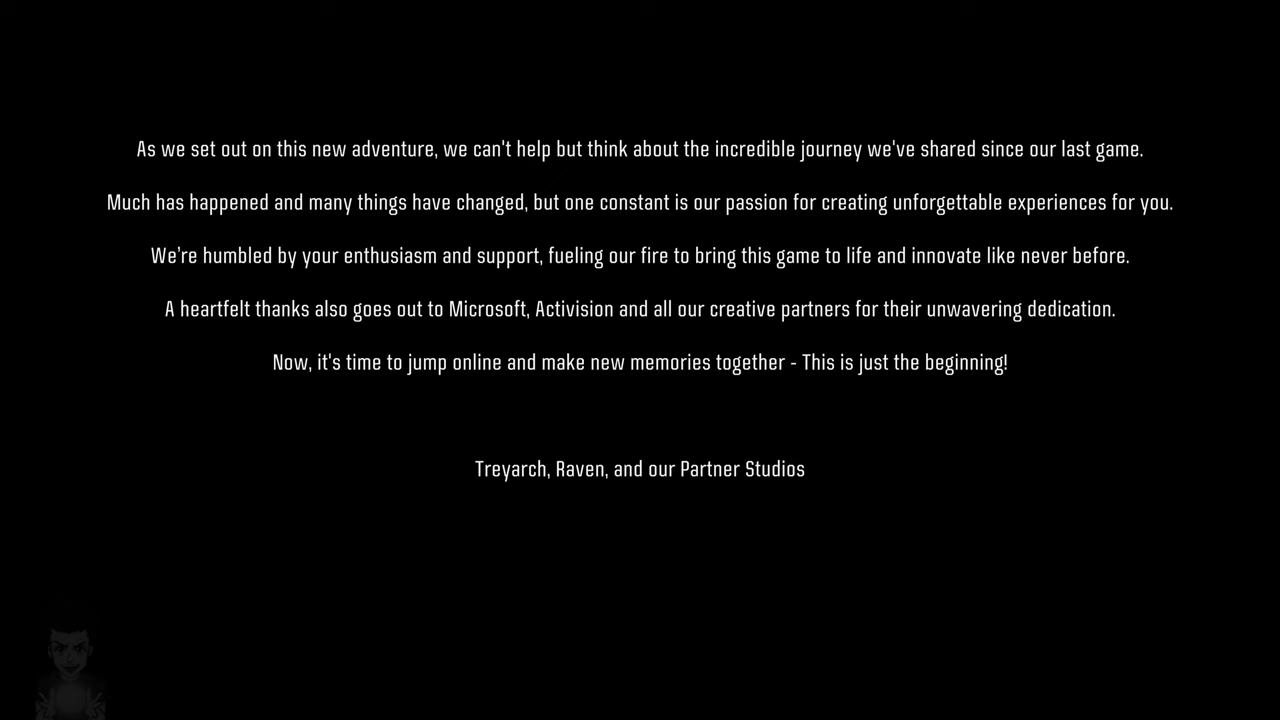 As we set out on this new adventure, we can't help but think about the incredible journey we've shared since our last game.
Much has happened and many things have changed, but one constant is our passion for creating unforgettable experiences for you.
We’re humbled by your enthusiasm and support, fueling our fire to bring this game to life and innovate like never before.
A heartfelt thanks also goes out to Microsoft, Activision and all our creative partners for their unwavering dedication.
Now, it's time to jump online and make new memories together - This is just the beginning!
Treyarch, Raven, and our Partner Studios